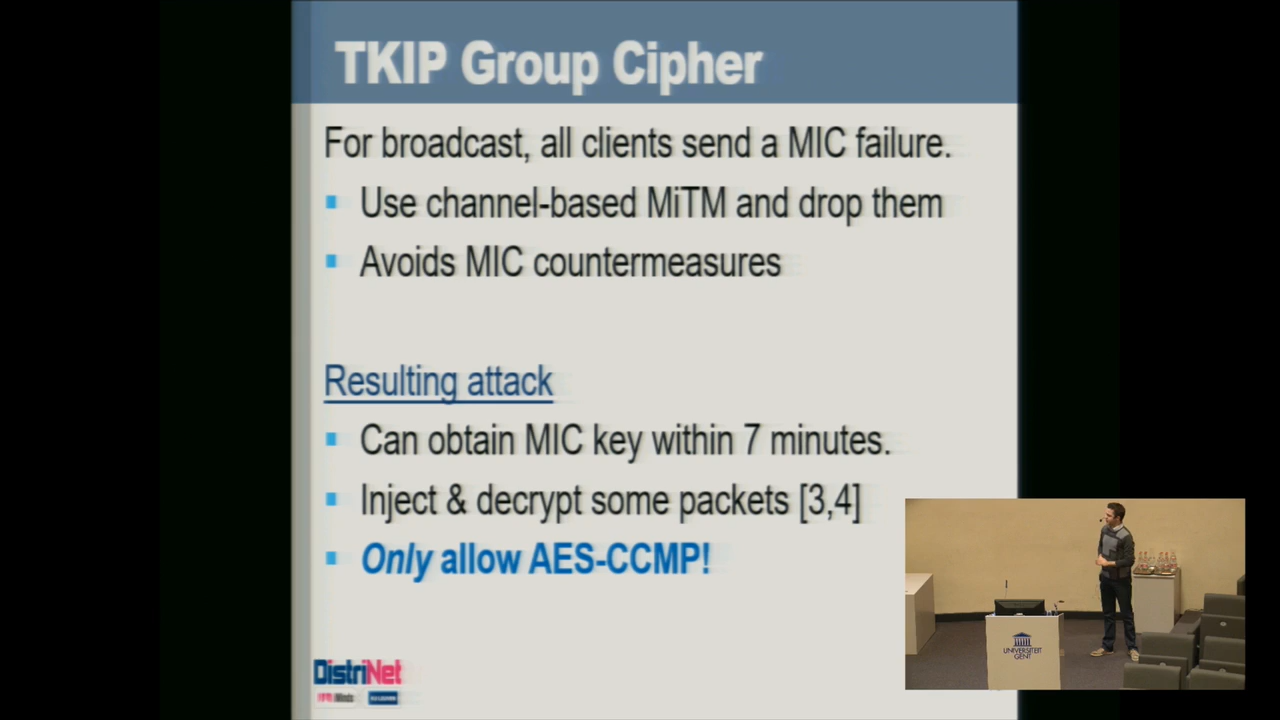 TKIP Group Cipher
For broadcast, all clients send a MIC failure.
Use channel-based MiTM and drop them
Avoids MIC countermeasures
Resulting attack
Can obtain MIC key within 7 minutes.
Inject & decrypt some packets [3,4]
Only allow AES-CCMP!
DistriNet
UNIVERSITEIT
GENT